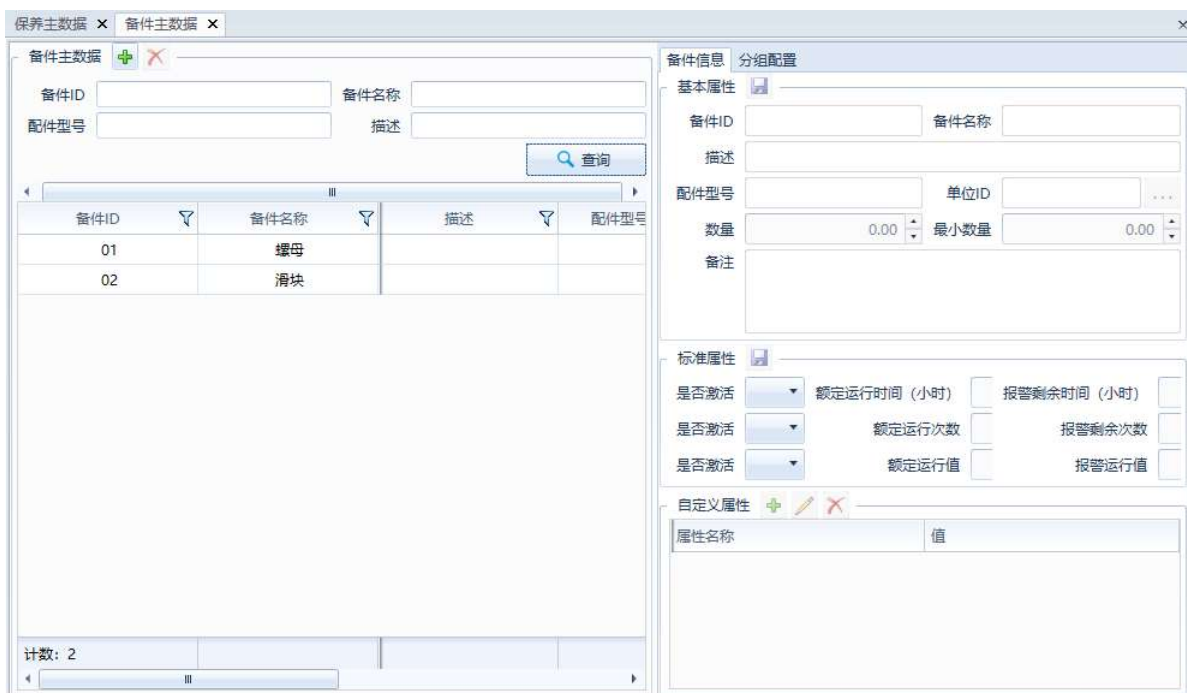 保养主数据 备件主数据
备件主数据
备件ID 备件名称
配件型号 描述
查询
备件ID 备件名称 描述 配件型号
01 螺母
02 滑块
计数: 2
备件信息 分组配置
基本属性
备件ID 备件名称
描述
配件型号 单位ID ...
数量 0.00 最小数量 0.00
备注
标准属性
是否激活 额定运行时间（小时） 报警剩余时间（小时）
是否激活 额定运行次数 报警剩余次数
是否激活 额定运行值 报警运行值
自定义属性
属性名称 值